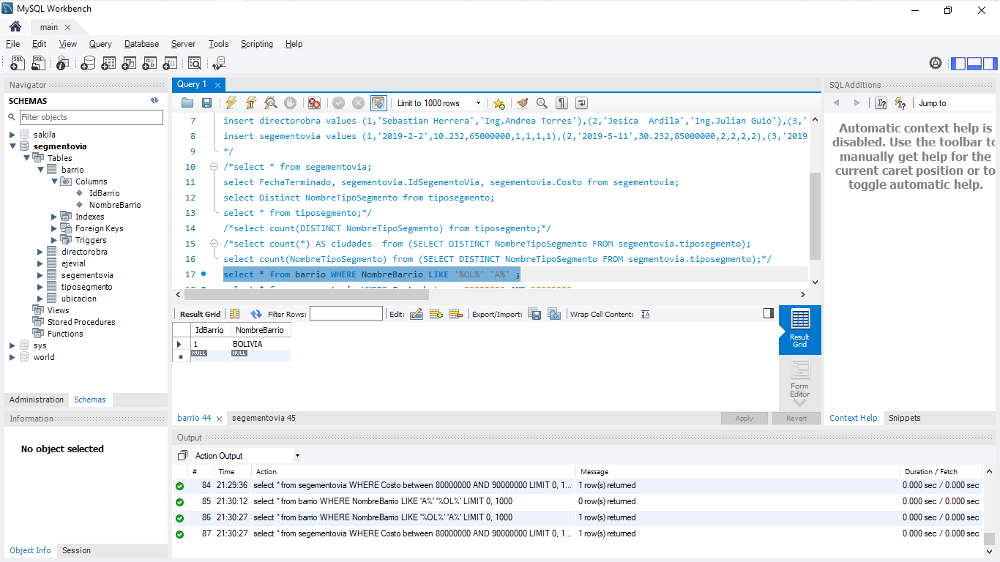 MySQL Workbench
main
File Edit View Query Database Server Tools Scripting Help
Navigator
SCHEMAS
Filter objects
sakila
segmentovia
Tables
barrio
Columns
IdBarrio
NombreBarrio
Indexes
Foreign Keys
Triggers
directorobra
ejevial
segementovia
tiposegmento
ubicacion
Views
Stored Procedures
Functions
sys
world
Administration Schemas
Information
No object selected
Object Info Session
Query 1
Limit to 1000 rows
7 insert directorobra values (1,'Sebastian Herrera','Ing.Andrea Torres'),(2,'Jesica  Ardila','Ing.Julian Guio'),(3,'
8 insert segementovia values (1,'2019-2-2',10.232,65000000,1,1,1,1),(2,'2019-5-11',30.232,85000000,2,2,2,2),(3,'2019
9 */
10 /*select * from segementovia;
11 select FechaTerminado, segementovia.IdSegementoVia, segementovia.Costo from segementovia;
12 select Distinct NombreTipoSegmento from tiposegmento;
13 select * from tiposegmento;*/
14 /*select count(DISTINCT NombreTipoSegmento) from tiposegmento;*/
15 /*select count(*) AS ciudades  from (SELECT DISTINCT NombreTipoSegmento FROM segmentovia.tiposegmento);
16 select count(NombreTipoSegmento) from (SELECT DISTINCT NombreTipoSegmento FROM segmentovia.tiposegmento);*/
17 select * from barrio WHERE NombreBarrio LIKE '%OL%' 'A%' ;
Result Grid Filter Rows: Edit: Export/Import: Wrap Cell Content:
IdBarrio NombreBarrio
1 BOLIVIA
NULL NULL
Result
Grid
Form
Editor
barrio 44 segementovia 45 Apply Revert
Output
Action Output
# Time Action Message Duration / Fetch
84 21:29:36 select * from segementovia WHERE Costo between 80000000 AND 90000000 LIMIT 0, 1... 1 row(s) returned 0.000 sec / 0.000 sec
85 21:30:12 select * from barrio WHERE NombreBarrio LIKE 'A%' '%OL%' LIMIT 0, 1000 0 row(s) returned 0.000 sec / 0.000 sec
86 21:30:27 select * from barrio WHERE NombreBarrio LIKE '%OL%' 'A%' LIMIT 0, 1000 1 row(s) returned 0.000 sec / 0.000 sec
87 21:30:27 select * from segementovia WHERE Costo between 80000000 AND 90000000 LIMIT 0, 1... 1 row(s) returned 0.000 sec / 0.000 sec
SQLAdditions
Jump to
Automatic context help is
disabled. Use the toolbar to
manually get help for the
current caret position or to
toggle automatic help.
Context Help Snippets